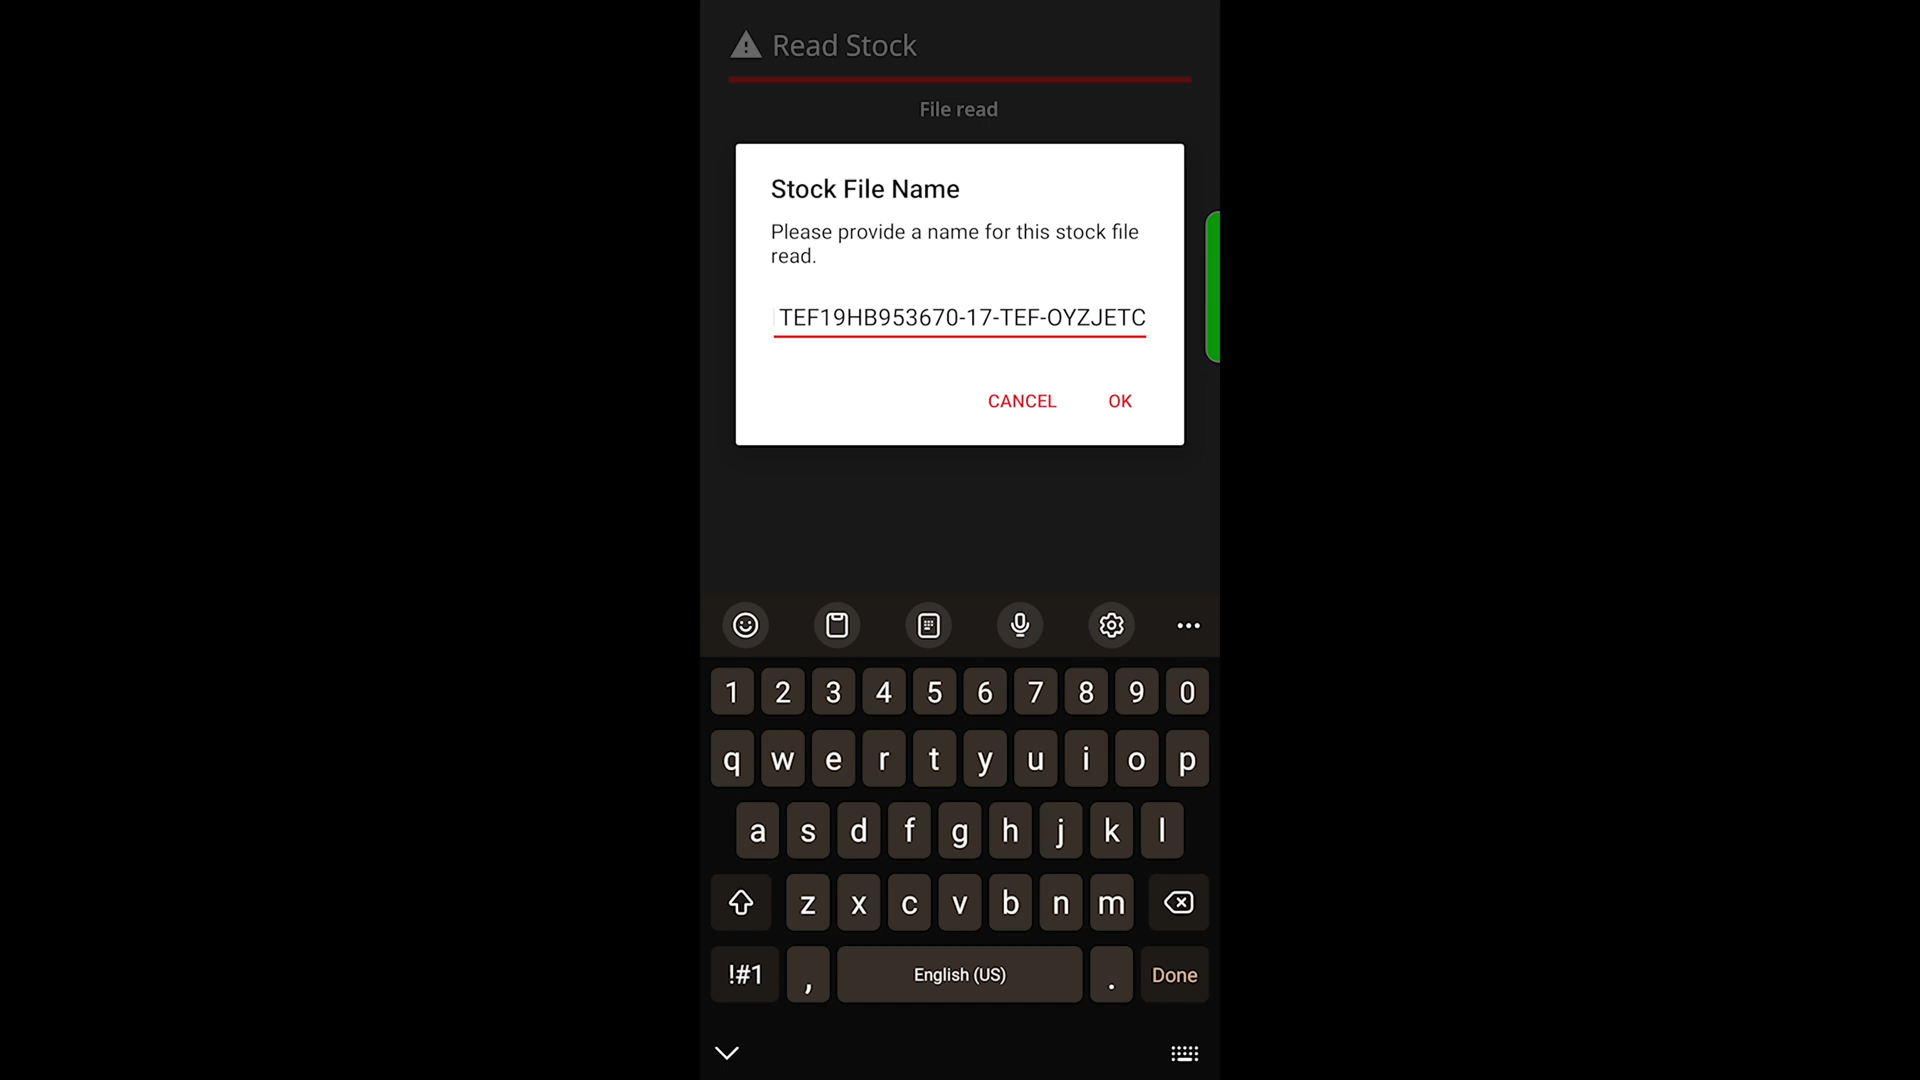 Read Stock
File read
Stock File Name
Please provide a name for this stock file
read.
TEF19HB953670-17-TEF-OYZJETC
CANCEL OK
1 2 3 4 5 6 7 8 9 0
q w e r t y u i o p
a s d f g h j k l
z x c v b n m
!#1 , English (US) . Done